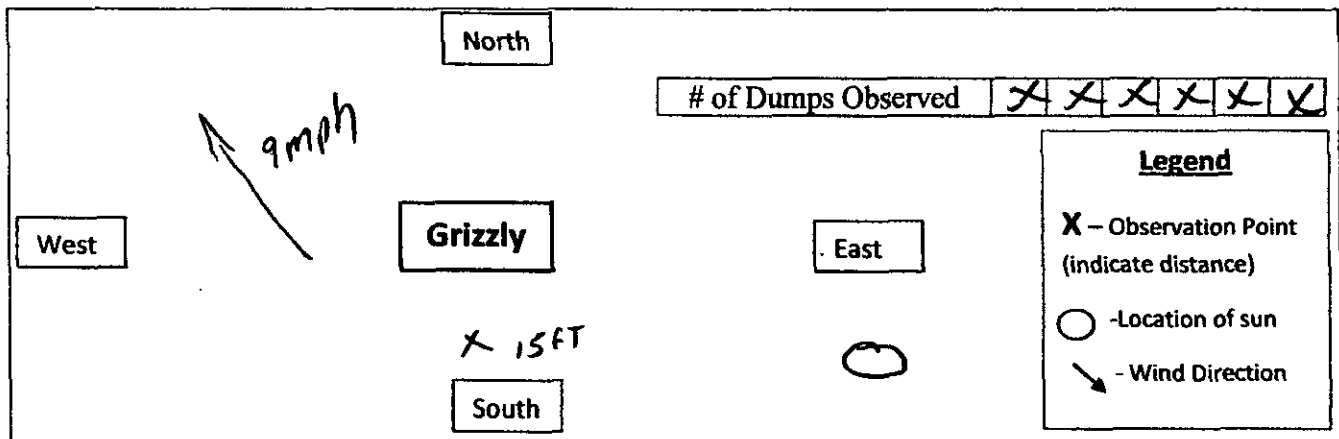 North
# of Dumps Observed X X X X X X
9mph
Legend
West
Grizzly
East
X – Observation Point
(indicate distance)
-Location of sun
X 15FT
- Wind Direction
South